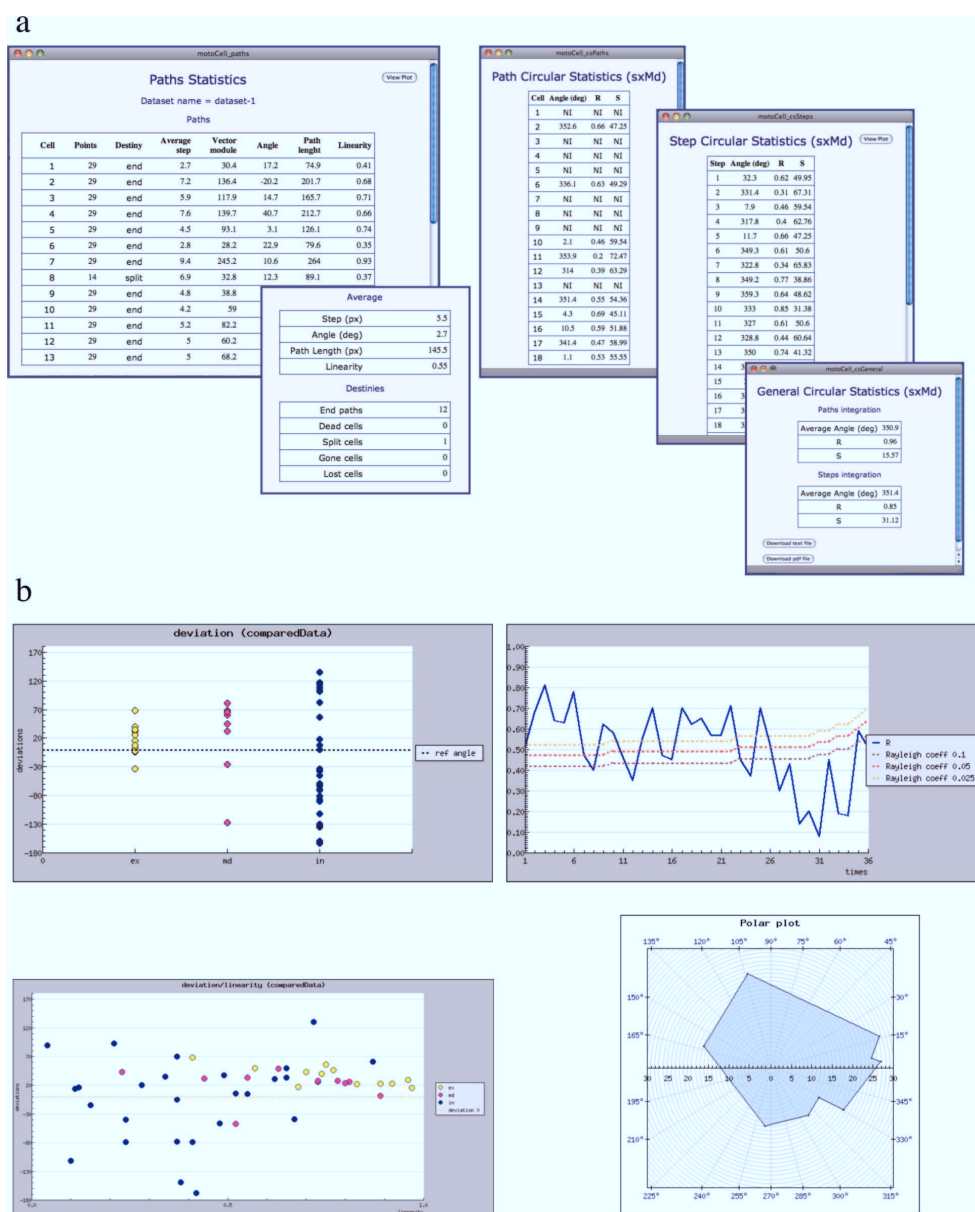 a
motoCell_paths
Paths Statistics
View Plot
Dataset name = dataset-1
Paths
Cell Points Destiny Average step Vector module Angle Path lenght Linearity
1 29 end 2.7 30.4 17.2 74.9 0.41
2 29 end 7.2 136.4 -20.2 201.7 0.68
3 29 end 5.9 117.9 14.7 165.7 0.71
4 29 end 7.6 139.7 40.7 212.7 0.66
5 29 end 4.5 93.1 3.1 126.1 0.74
6 29 end 2.8 28.2 22.9 79.6 0.35
7 29 end 9.4 245.2 10.6 264 0.93
8 14 split 6.9 32.8 12.3 89.1 0.37
9 29 end 4.8 38.8
10 29 end 4.2 59
11 29 end 5.2 82.2
12 29 end 5 60.2
13 29 end 5 68.2
Average
Step (px) 5.5
Angle (deg) 2.7
Path Length (px) 145.5
Linearity 0.55
Destinies
End paths 12
Dead cells 0
Split cells 1
Gone cells 0
Lost cells 0
motoCell_csPaths
Path Circular Statistics (sxMd)
Cell Angle (deg) R S
1 NI NI NI
2 352.6 0.66 47.25
3 NI NI NI
4 NI NI NI
5 NI NI NI
6 336.1 0.63 49.29
7 NI NI NI
8 NI NI NI
9 NI NI NI
10 2.1 0.46 59.54
11 353.9 0.2 72.47
12 314 0.39 63.29
13 NI NI NI
14 351.4 0.55 54.36
15 4.3 0.69 45.11
16 10.5 0.59 51.88
17 341.4 0.47 58.99
18 1.1 0.53 55.55
motoCell_csSteps
Step Circular Statistics (sxMd)
View Plot
Step Angle (deg) R S
1 32.3 0.62 49.95
2 331.4 0.31 67.31
3 7.9 0.46 59.54
4 317.8 0.4 62.76
5 11.7 0.66 47.25
6 349.3 0.61 50.6
7 322.8 0.34 65.83
8 349.2 0.77 38.86
9 359.3 0.64 48.62
10 333 0.85 31.38
11 327 0.61 50.6
12 328.8 0.44 60.64
13 350 0.74 41.32
14 3
15
16 3
17 3
18 3
motoCell_csGeneral
General Circular Statistics (sxMd)
Paths integration
Average Angle (deg) 350.9
R 0.96
S 15.57
Steps integration
Average Angle (deg) 351.4
R 0.85
S 31.12
Download text file
Download pdf file
b
deviation (comparedData)
deviations
170
120
70
20
-30
-80
-130
-180
0 ex md in
ref angle
1.00
0.90
0.80
0.70
0.60
0.50
0.40
0.30
0.20
0.10
0.00
1 6 11 16 21 26 31 36
times
R
Rayleigh coeff 0.1
Rayleigh coeff 0.05
Rayleigh coeff 0.025
deviation/linearity (comparedData)
deviations
170
120
70
20
-30
-80
-130
-180
0.0 0.5 1.0
ex
md
in
deviation 0
Polar plot
135° 120° 105° 90° 75° 60° 45°
150° 30°
165° 15°
30 25 20 15 10 5 0 5 10 15 20 25 30
195° 345°
210° 330°
225° 240° 255° 270° 285° 300° 315°